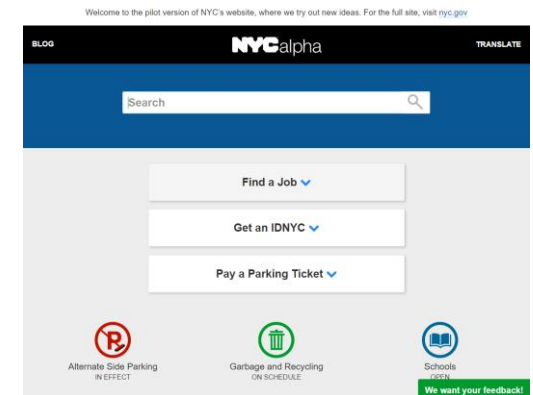 Welcome to the pilot version of NYC's website, where we try out new ideas. For the full site, visit nyc.gov
BLOG
NYCalpha
TRANSLATE
Search
Find a Job
Get an IDNYC
Pay a Parking Ticket
Alternate Side Parking
IN EFFECT
Garbage and Recycling
ON SCHEDULE
Schools
OPEN
We want your feedback!